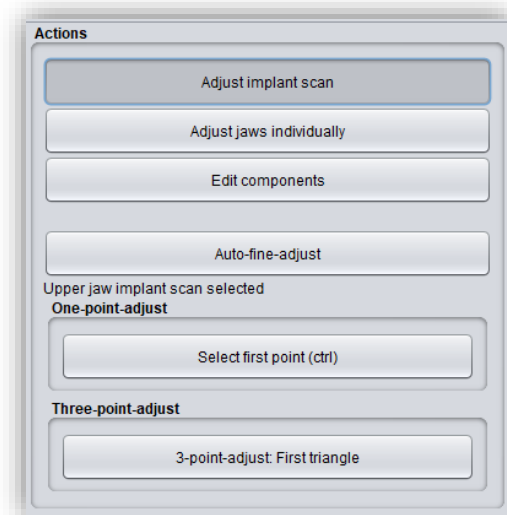 Actions
Adjust implant scan
Adjust jaws individually
Edit components
Auto-fine-adjust
Upper jaw implant scan selected
One-point-adjust
Select first point (ctrl)
Three-point-adjust
3-point-adjust: First triangle